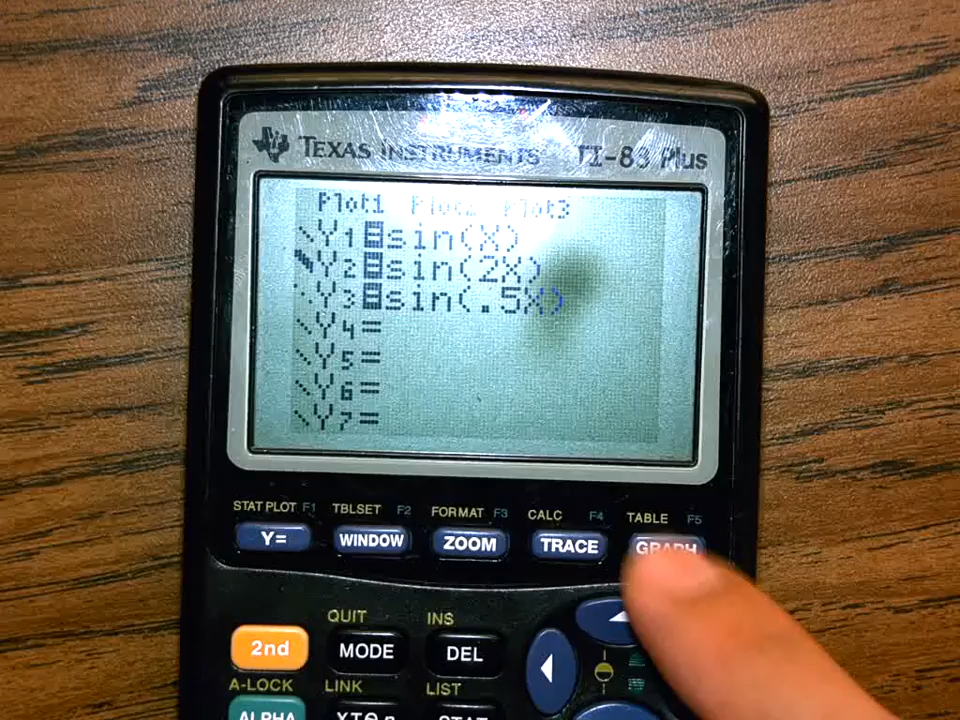 TEXAS INSTRUMENTS TI-83 Plus
Plot1 Plot2 Plot3
\Y1=sin(X)
\Y2=sin(2X)
\Y3=sin(.5X)
\Y4=
\Y5=
\Y6=
\Y7=
STAT PLOT F1 TBLSET F2 FORMAT F3 CALC F4 TABLE F5
Y= WINDOW ZOOM TRACE GRAPH
QUIT INS
2nd MODE DEL
A-LOCK LINK LIST
ALPHA X,T,Θ,n STAT